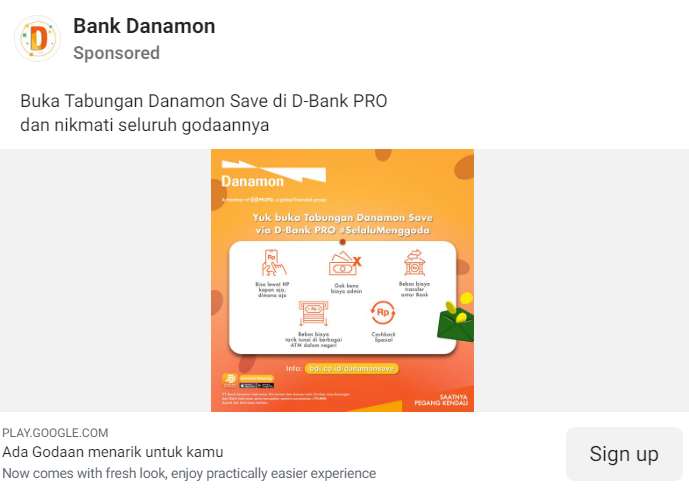 Bank Danamon
Sponsored
Buka Tabungan Danamon Save di D-Bank PRO
dan nikmati seluruh godaannya
Danamon
A member of MUFG, a global financial group
Yuk buka Tabungan Danamon Save
via D-Bank PRO #SelaluMenggoda
Rp
Bisa lewat HP
kapan aja,
dimana aja
Gak kena
biaya admin
Bebas biaya
transfer
antar Bank
Bebas biaya
tarik tunai di berbagai
ATM dalam negeri
Rp
Cashback
Spesial
Info: bdi.co.id/danamonsave
SAATNYA
PEGANG KENDALI
PLAY.GOOGLE.COM
Ada Godaan menarik untuk kamu
Now comes with fresh look, enjoy practically easier experience
Sign up